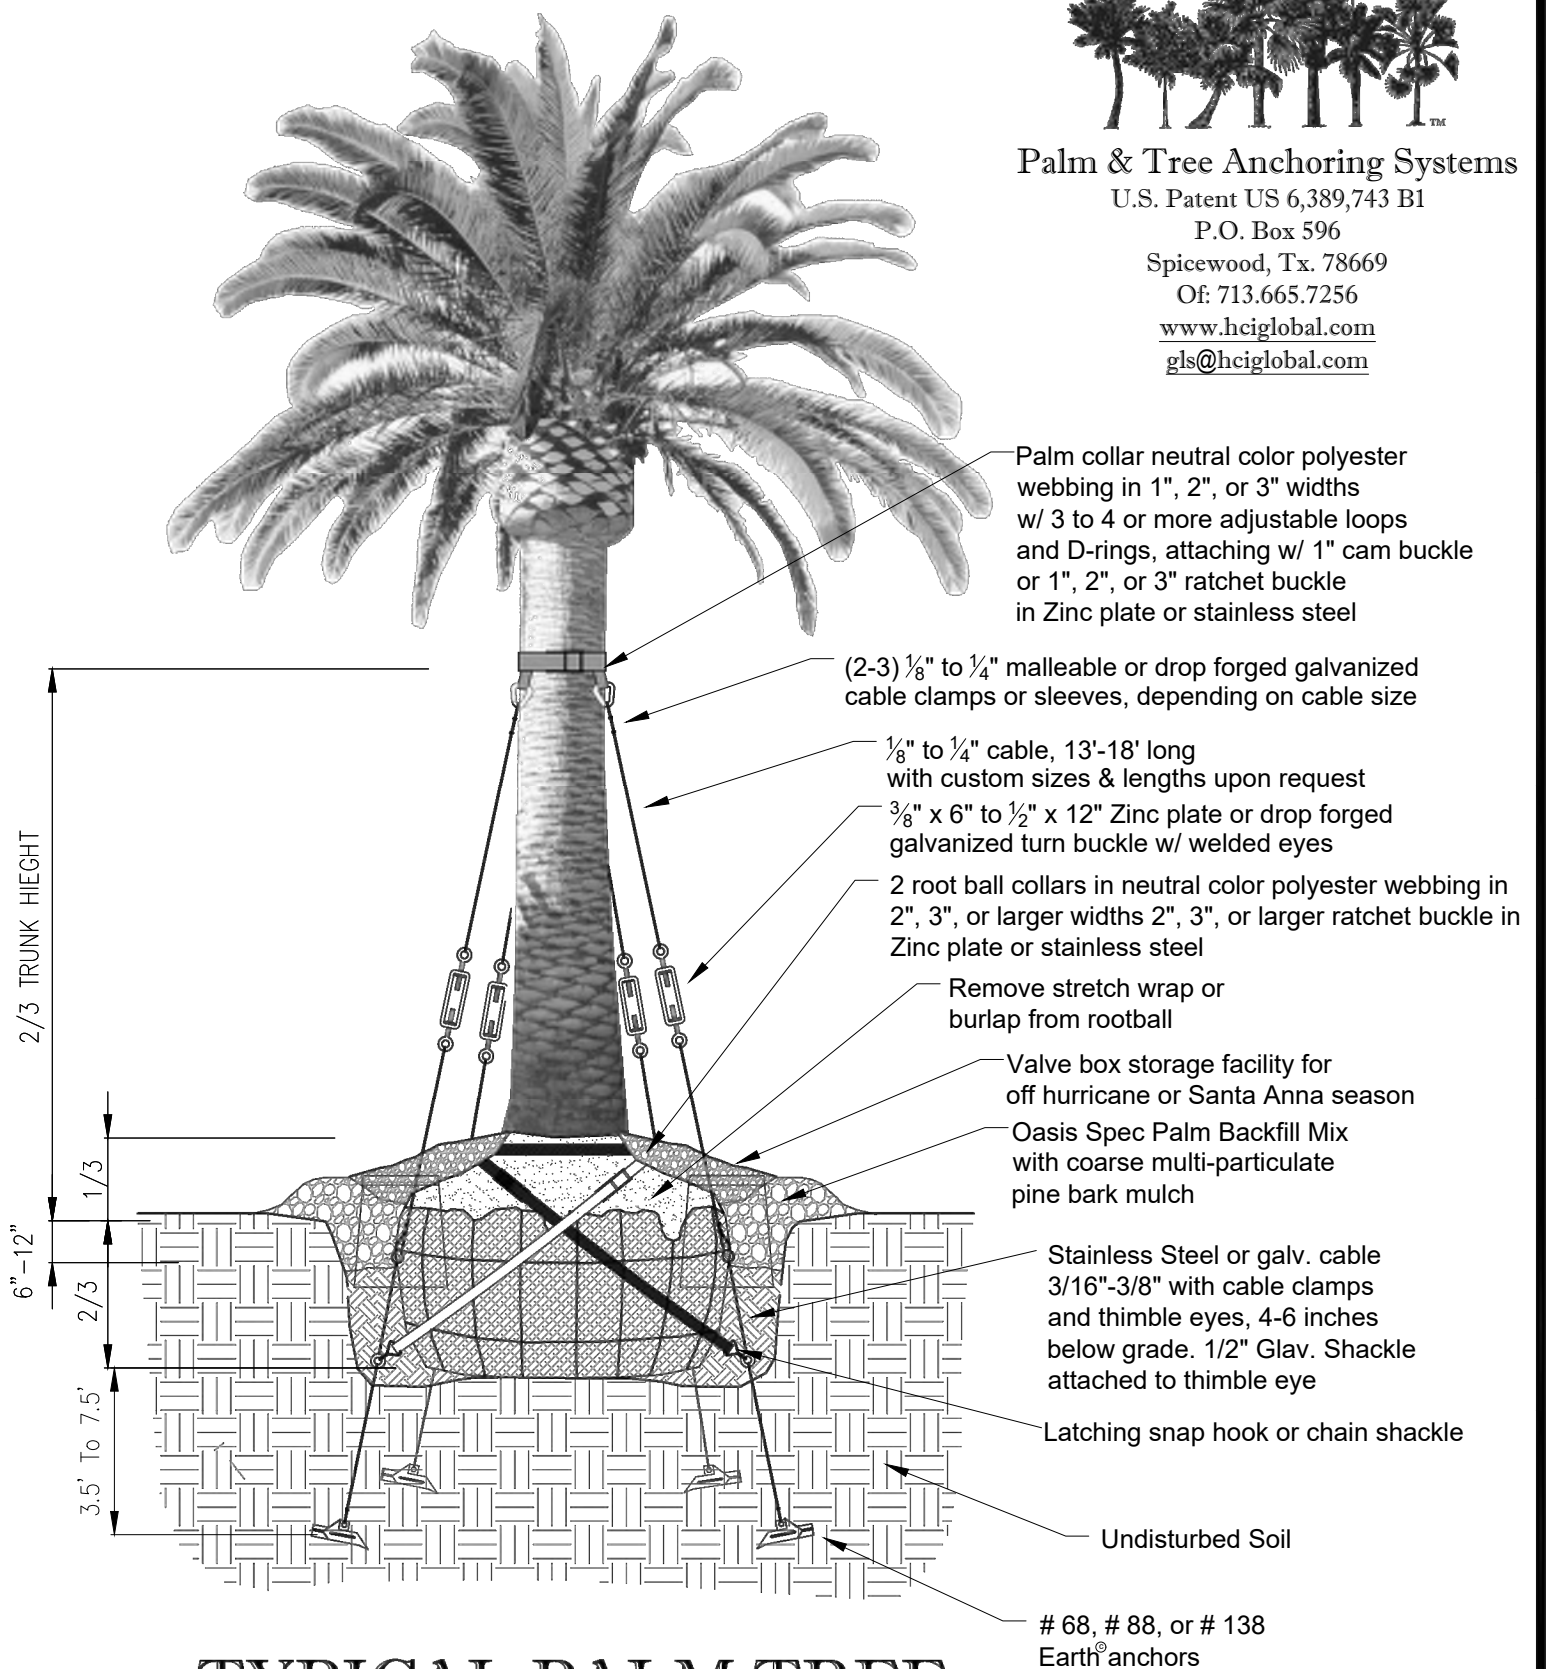 TM
Palm & Tree Anchoring Systems
U.S. Patent US 6,389,743 B1
P.O. Box 596
Spicewood, Tx. 78669
Of: 713.665.7256
www.hciglobal.com
gls@hciglobal.com
Palm collar neutral color polyester
webbing in 1", 2", or 3" widths
w/ 3 to 4 or more adjustable loops
and D-rings, attaching w/ 1" cam buckle
or 1", 2", or 3" ratchet buckle
in Zinc plate or stainless steel
(2-3) ⅛" to ¼" malleable or drop forged galvanized
cable clamps or sleeves, depending on cable size
⅛" to ¼" cable, 13'-18' long
with custom sizes & lengths upon request
⅜" x 6" to ½" x 12" Zinc plate or drop forged
galvanized turn buckle w/ welded eyes
2 root ball collars in neutral color polyester webbing in
2", 3", or larger widths 2", 3", or larger ratchet buckle in
Zinc plate or stainless steel
Remove stretch wrap or
burlap from rootball
Valve box storage facility for
off hurricane or Santa Anna season
Oasis Spec Palm Backfill Mix
with coarse multi-particulate
pine bark mulch
Stainless Steel or galv. cable
3/16"-3/8" with cable clamps
and thimble eyes, 4-6 inches
below grade. 1/2" Glav. Shackle
attached to thimble eye
Latching snap hook or chain shackle
Undisturbed Soil
# 68, # 88, or # 138
Earth© anchors
2/3 TRUNK HIEGHT
1/3
6"-12"
2/3
3.5' To 7.5'
TYPICAL PALM TREE